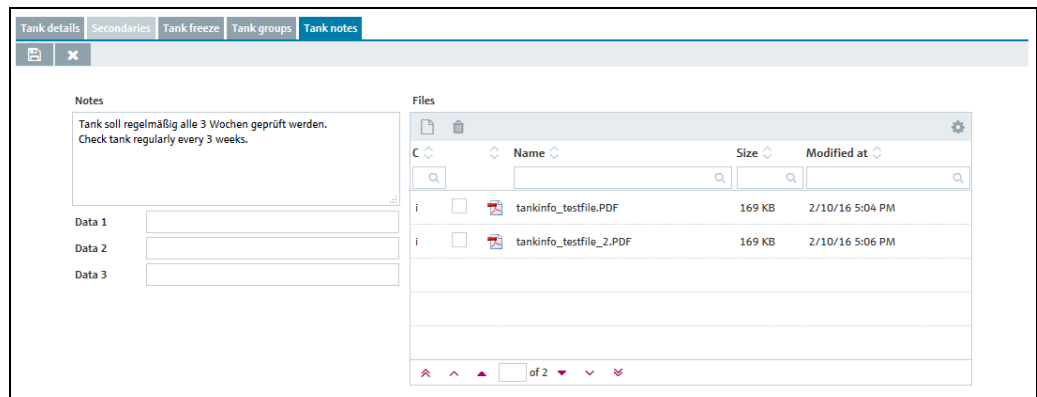 Tank details Secondaries Tank freeze Tank groups Tank notes
Notes
Tank soll regelmäßig alle 3 Wochen geprüft werden.
Check tank regularly every 3 weeks.
Data 1
Data 2
Data 3
Files
C Name Size Modified at
i tankinfo_testfile.PDF 169 KB 2/10/16 5:04 PM
i tankinfo_testfile_2.PDF 169 KB 2/10/16 5:06 PM
of 2